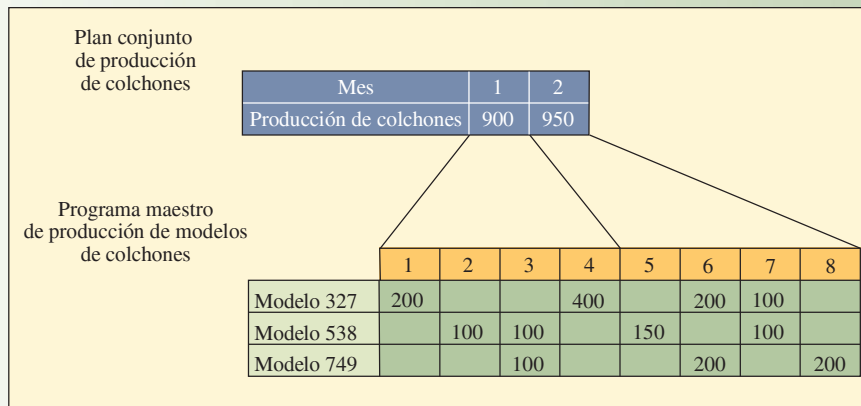 Plan conjunto
de producción
de colchones
Mes 1 2
Producción de colchones 900 950
Programa maestro
de producción de modelos
de colchones
1 2 3 4 5 6 7 8
Modelo 327 200 400 200 100
Modelo 538 100 100 150 100
Modelo 749 100 200 200